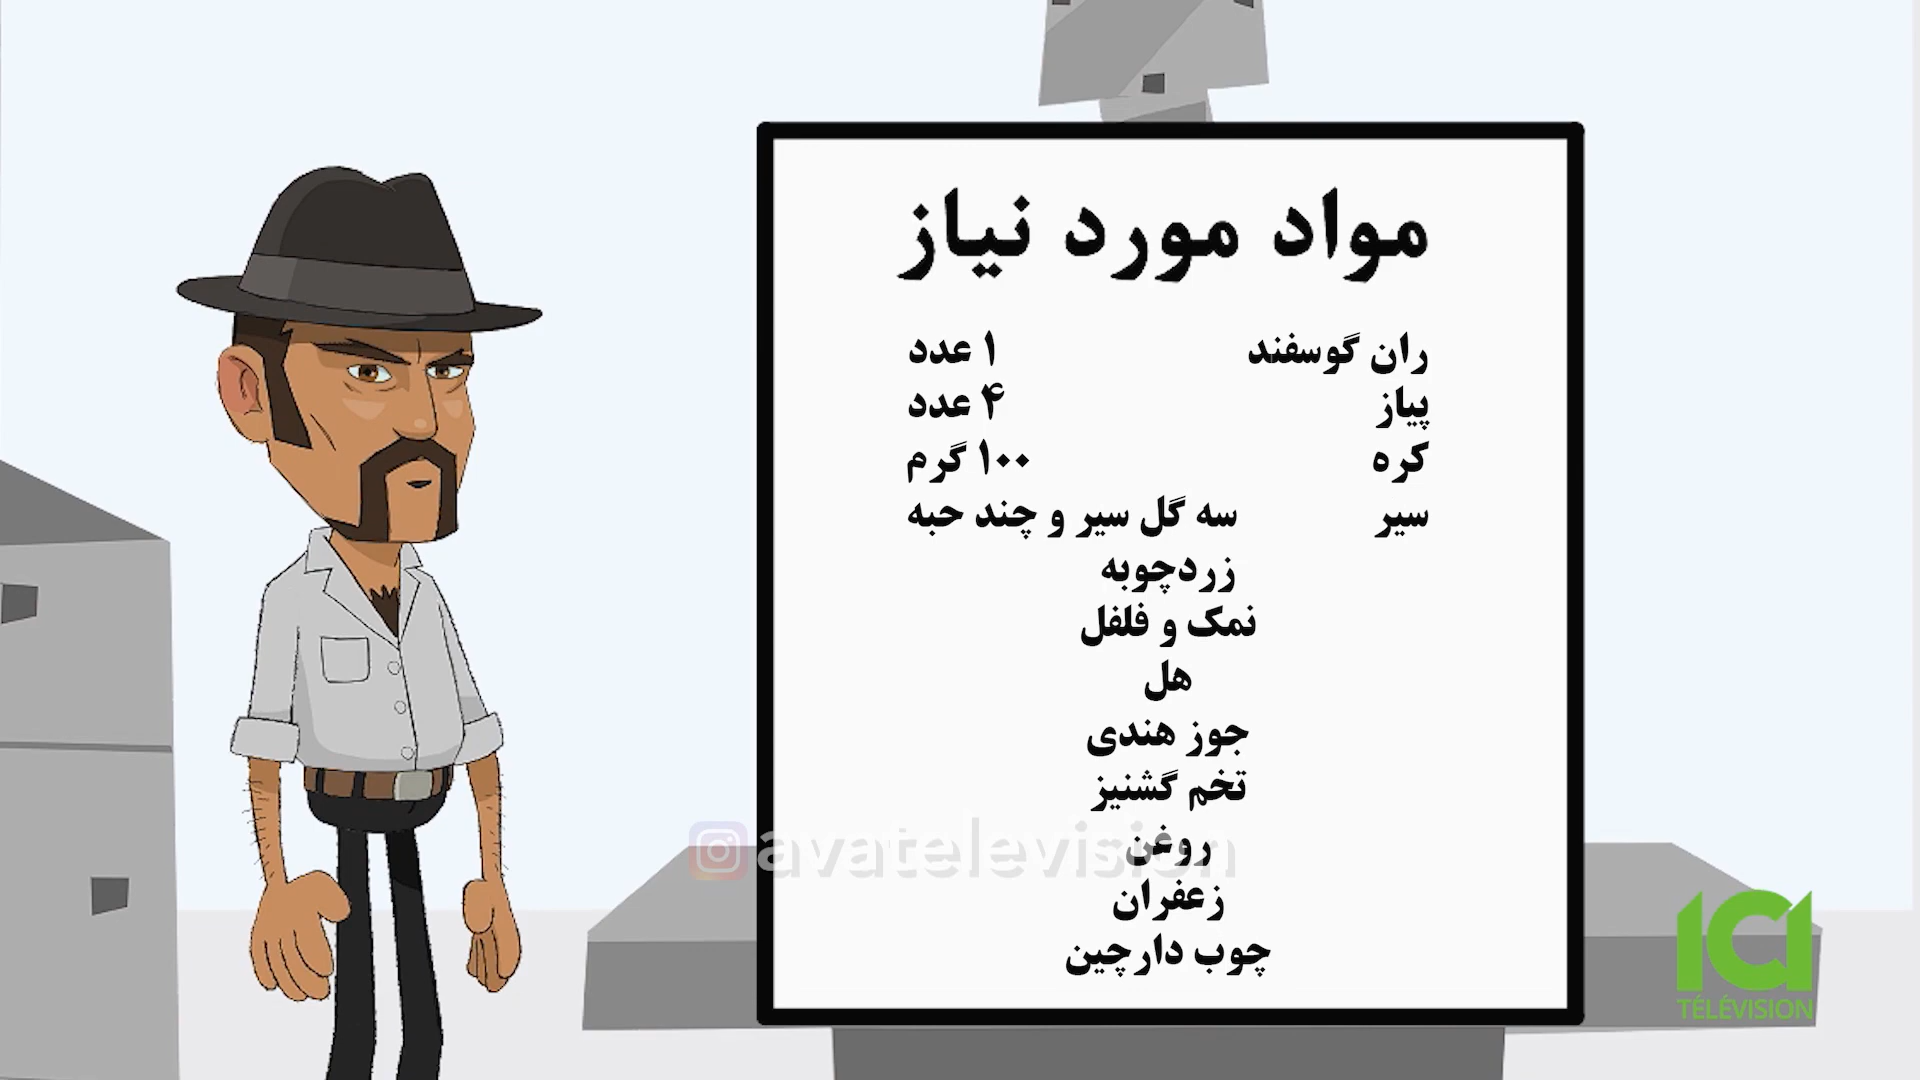 مواد مورد نیاز
ران گوسفند ۱ عدد
پیاز ۴ عدد
کره ۱۰۰ گرم
سیر سه گل سیر و چند حبه
زردچوبه
نمک و فلفل
هل
جوز هندی
تخم گشنیز
روغن
زعفران
چوب دارچین
@avatelevision
ICI
TÉLÉVISION